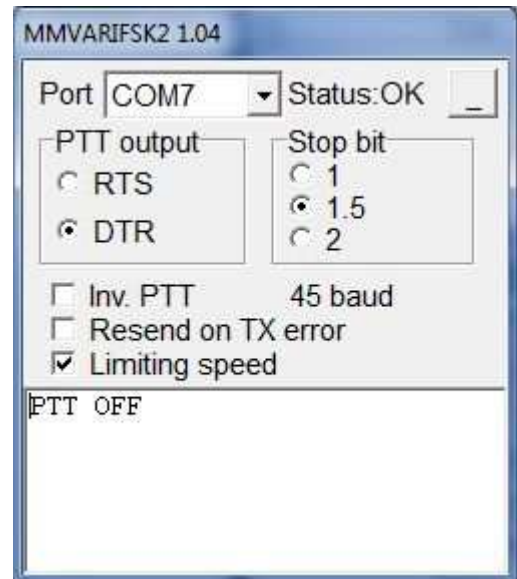 MMVARIFSK2 1.04
Port COM7 Status:OK _
PTT output
RTS
DTR
Stop bit
1
1.5
2
Inv. PTT 45 baud
Resend on TX error
Limiting speed
PTT OFF